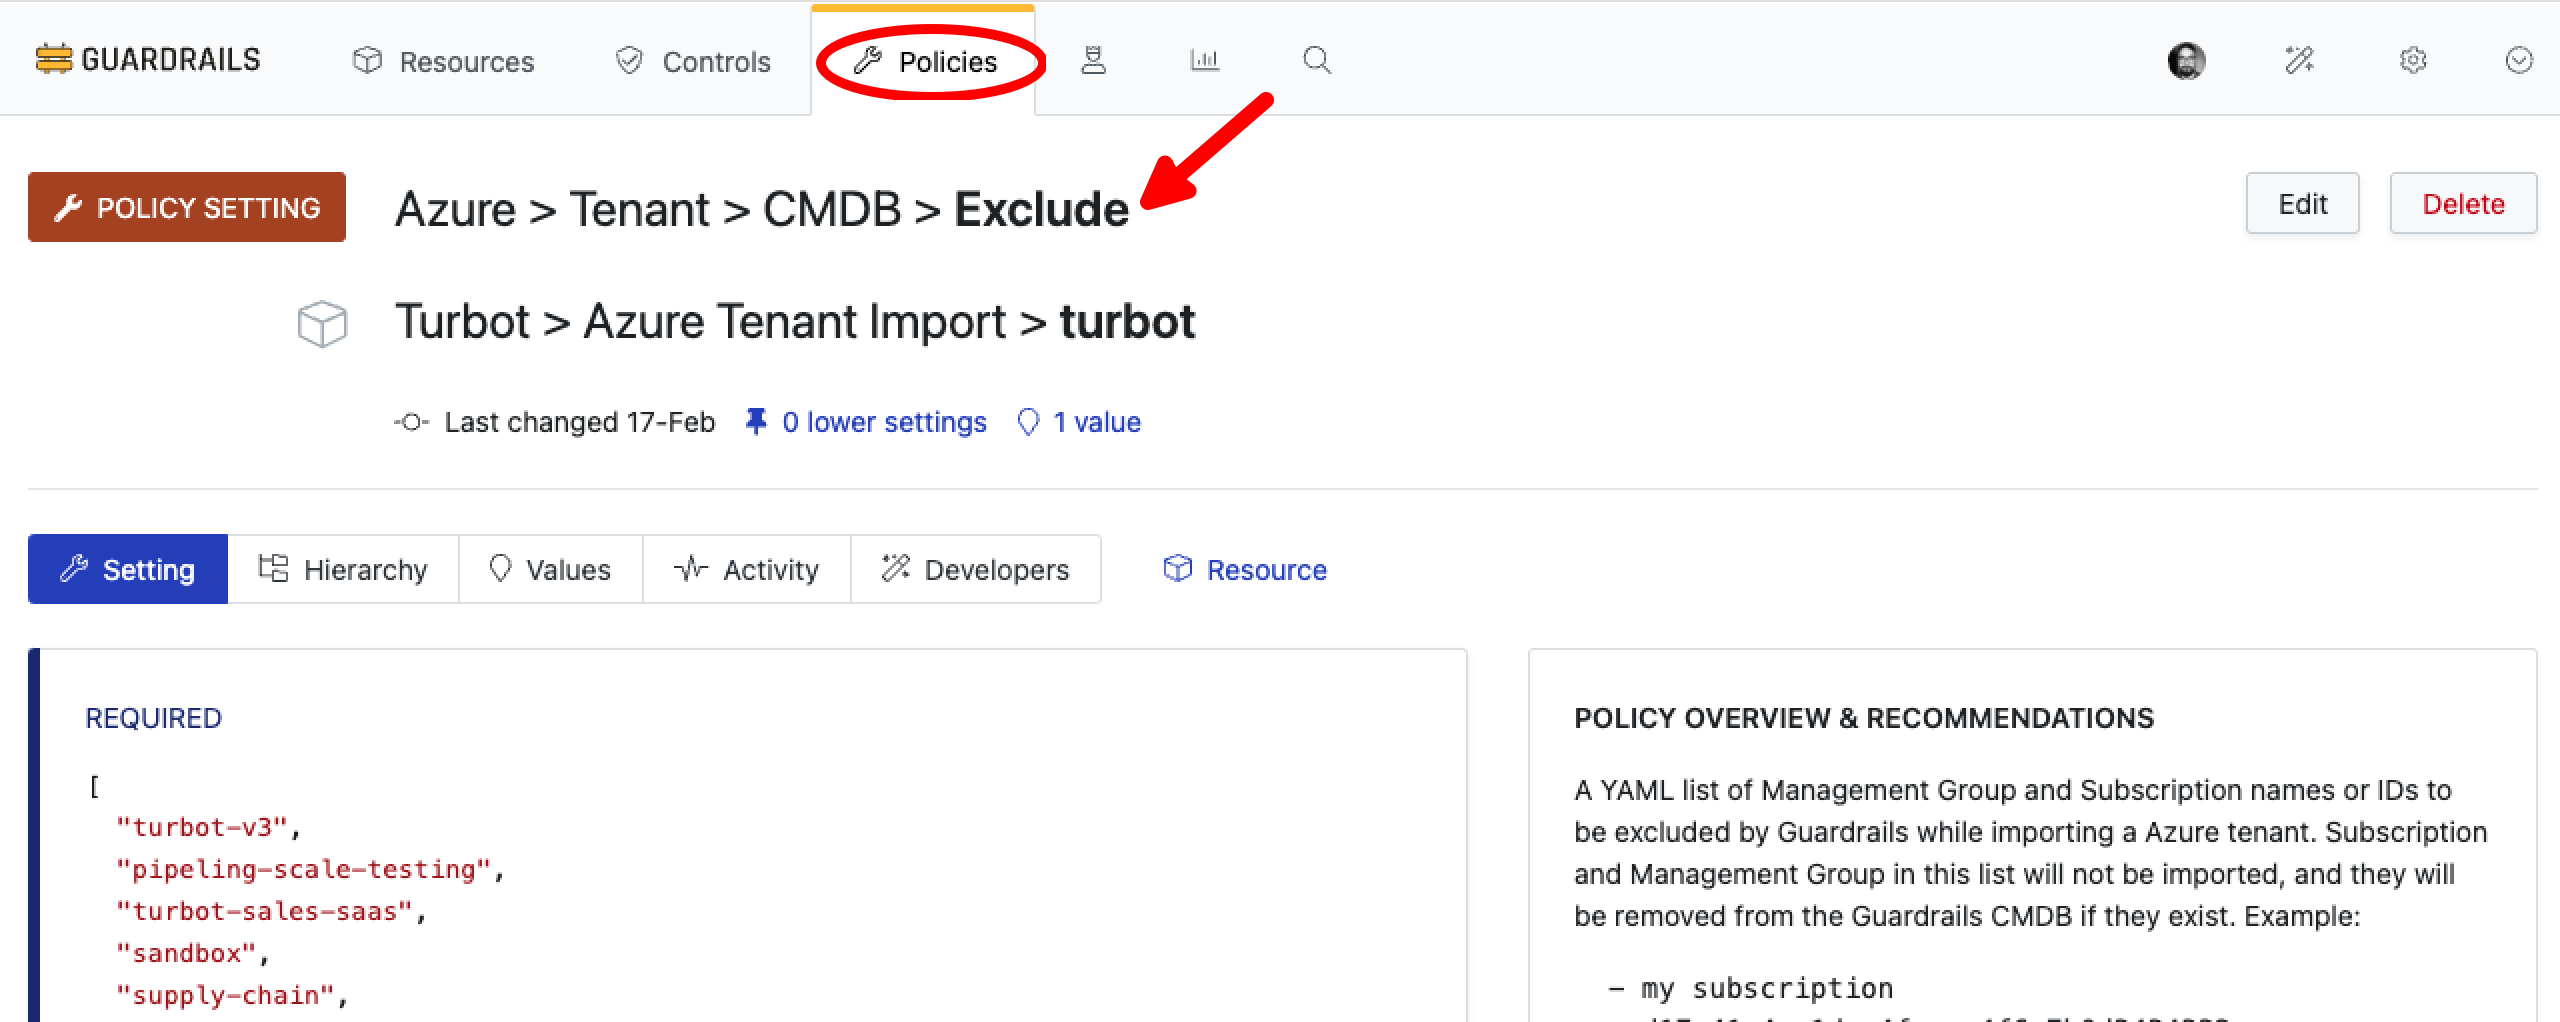 GUARDRAILS Resources Controls Policies
POLICY SETTING Azure > Tenant > CMDB > Exclude Edit Delete
Turbot > Azure Tenant Import > turbot
Last changed 17-Feb 0 lower settings 1 value
Setting Hierarchy Values Activity Developers Resource
REQUIRED
[
"turbot-v3",
"pipeling-scale-testing",
"turbot-sales-saas",
"sandbox",
"supply-chain",
POLICY OVERVIEW & RECOMMENDATIONS
A YAML list of Management Group and Subscription names or IDs to
be excluded by Guardrails while importing a Azure tenant. Subscription
and Management Group in this list will not be imported, and they will
be removed from the Guardrails CMDB if they exist. Example:
- my subscription